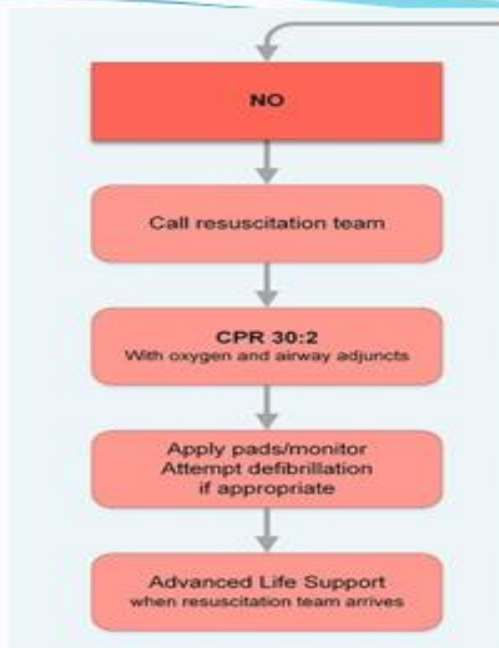 NO
Call resuscitation team
CPR 30:2
With oxygen and airway adjuncts
Apply pads/monitor
Attempt defibrillation
if appropriate
Advanced Life Support
when resuscitation team arrives